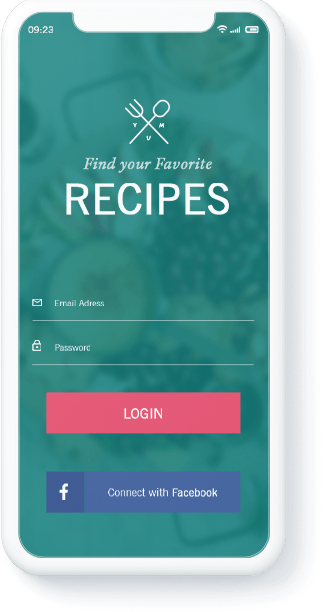 09:23
Y M
U
Find your Favorite
RECIPES
Email Adress
Password
LOGIN
f Connect with Facebook